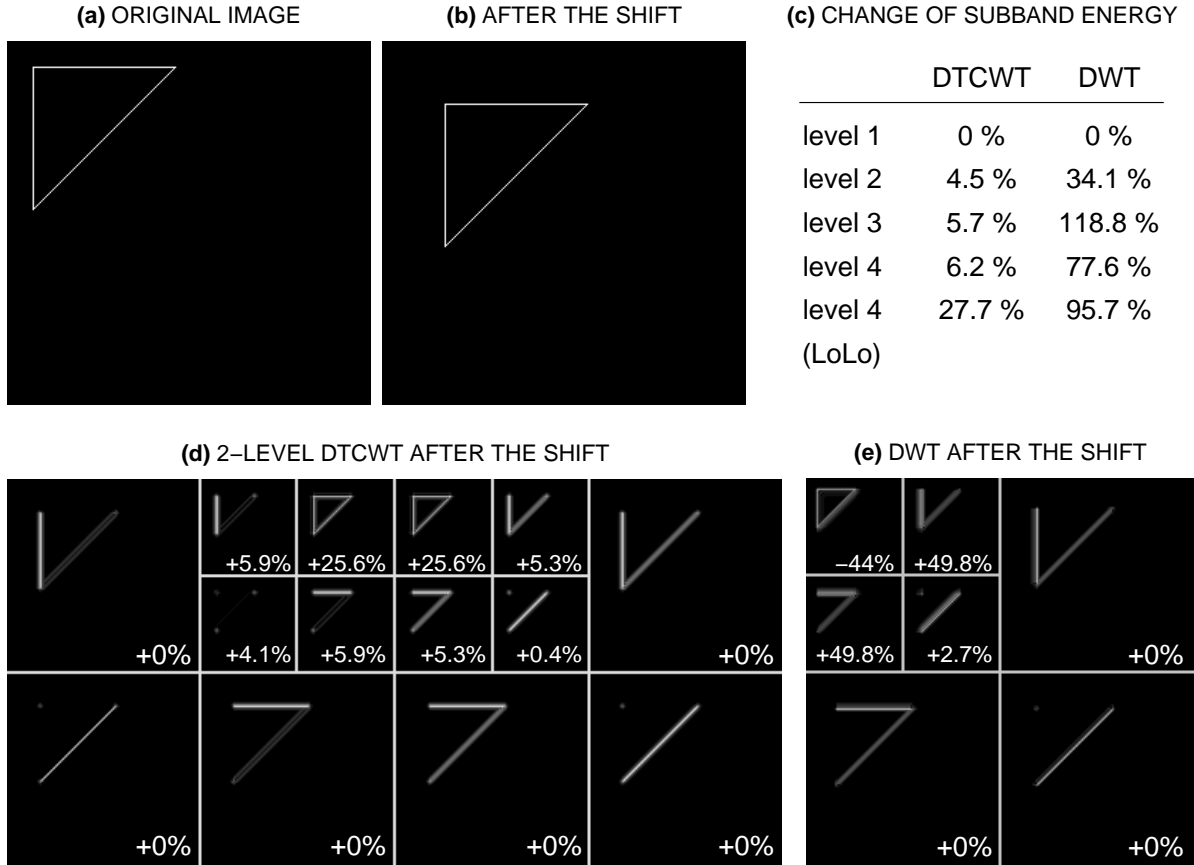 (a) ORIGINAL IMAGE
(b) AFTER THE SHIFT
(c) CHANGE OF SUBBAND ENERGY
DTCWT DWT
level 1 0 % 0 %
level 2 4.5 % 34.1 %
level 3 5.7 % 118.8 %
level 4 6.2 % 77.6 %
level 4 27.7 % 95.7 %
(LoLo)
(d) 2−LEVEL DTCWT AFTER THE SHIFT
+5.9% +25.6% +25.6% +5.3%
+0% +4.1% +5.9% +5.3% +0.4% +0%
+0% +0% +0% +0%
(e) DWT AFTER THE SHIFT
−44% +49.8%
+49.8% +2.7% +0%
+0% +0%